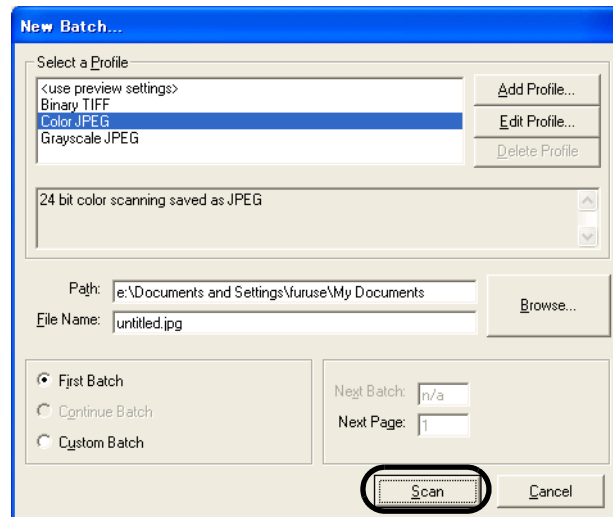 New Batch...
Select a Profile
<use preview settings>
Binary TIFF
Color JPEG
Grayscale JPEG
Add Profile...
Edit Profile...
Delete Profile
24 bit color scanning saved as JPEG
Path: e:\Documents and Settings\furuse\My Documents
File Name: untitled.jpg
Browse...
First Batch
Continue Batch
Custom Batch
Next Batch: n/a
Next Page: 1
Scan Cancel